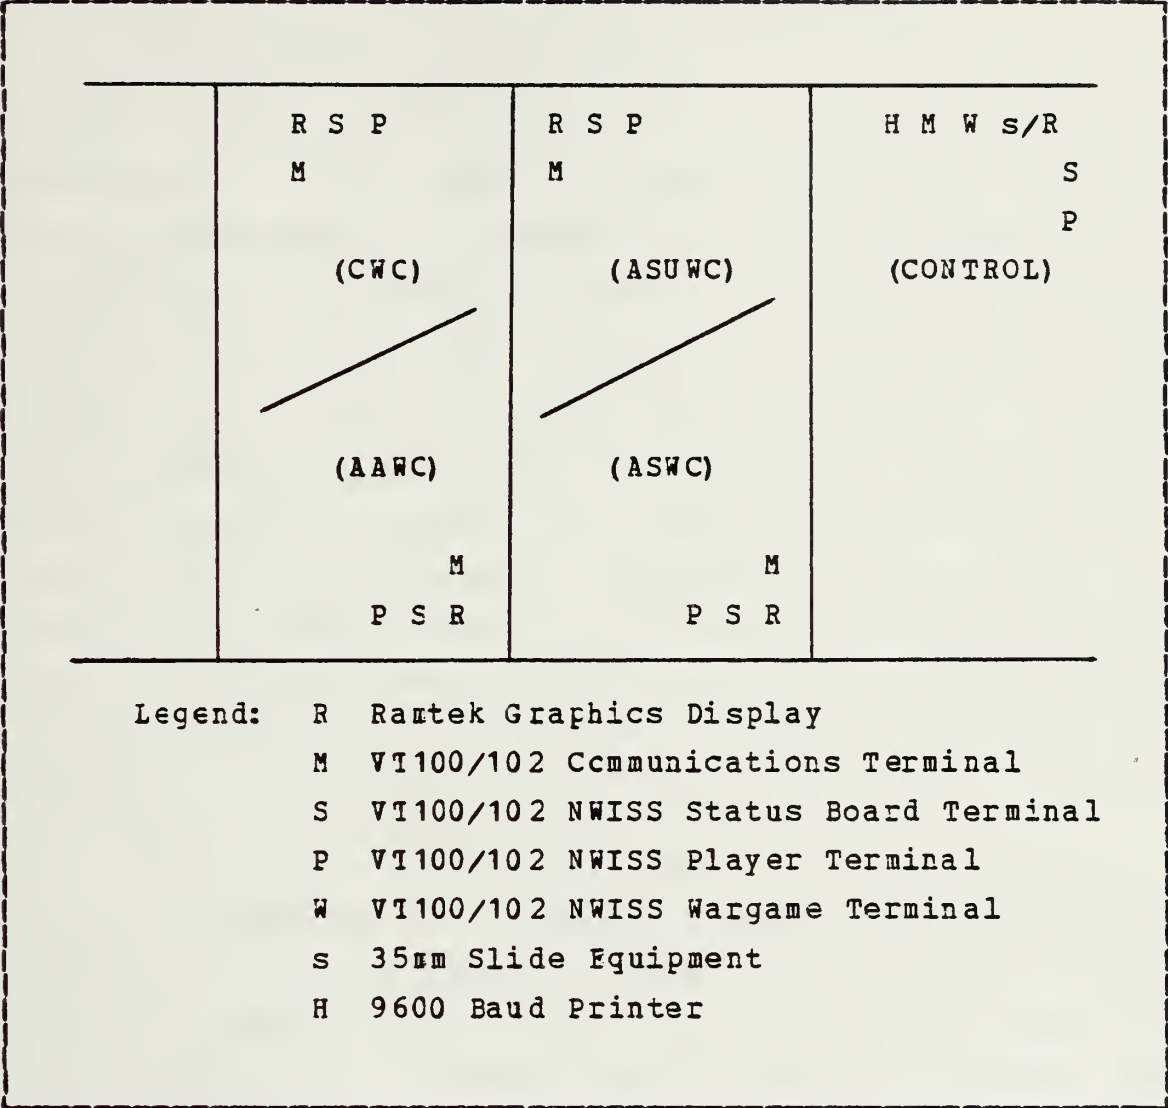 R S P R S P H M W s/R
M M S
P
(CWC) (ASUWC) (CONTROL)
(AAWC) (ASWC)
M M
P S R P S R
Legend: R Ramtek Graphics Display
M VT100/102 Communications Terminal
S VT100/102 NWISS Status Board Terminal
P VT100/102 NWISS Player Terminal
W VT100/102 NWISS Wargame Terminal
s 35mm Slide Equipment
H 9600 Baud Printer